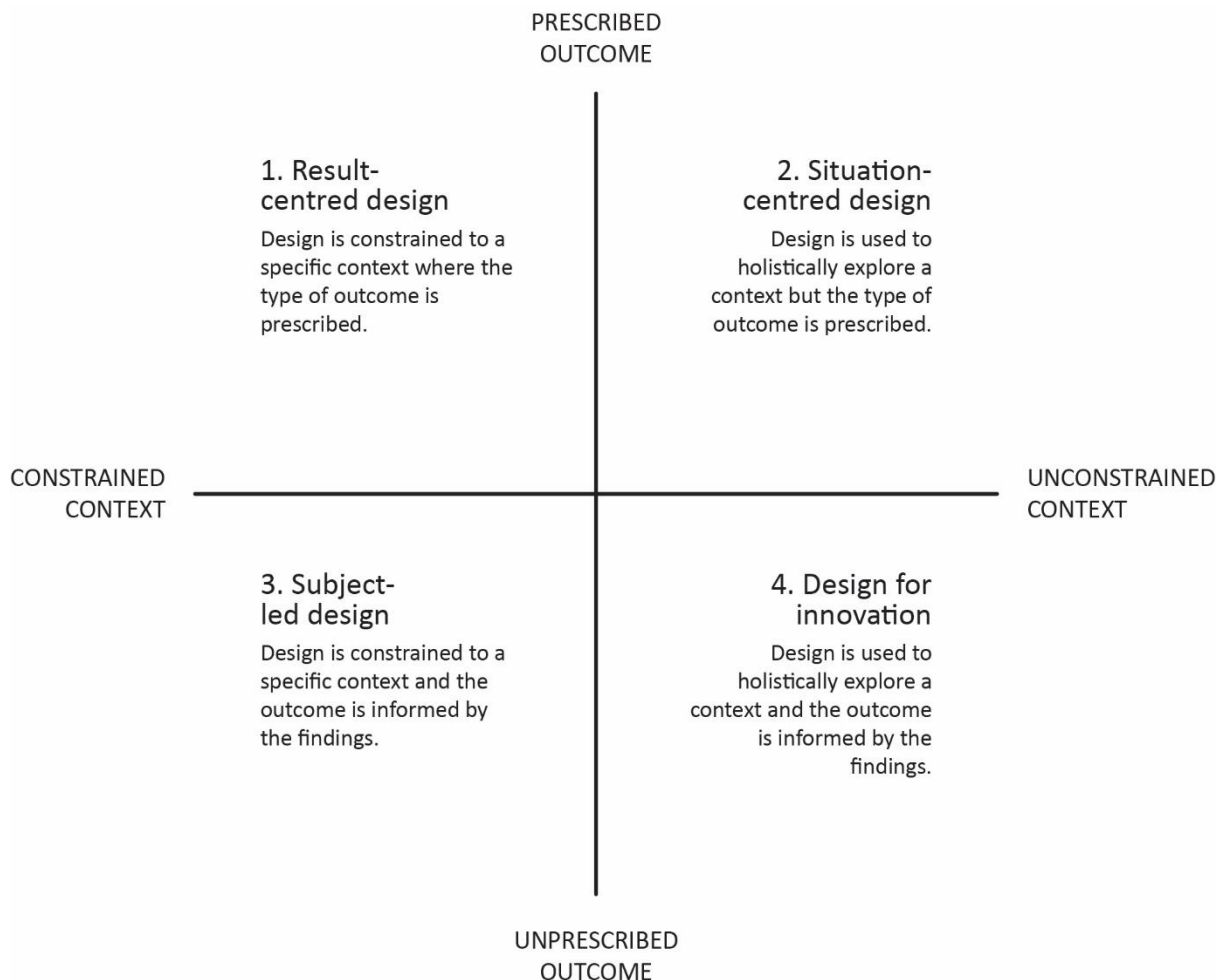 PRESCRIBED
OUTCOME
1. Result-
centred design
Design is constrained to a
specific context where the
type of outcome is
prescribed.
2. Situation-
centred design
Design is used to
holistically explore a
context but the type of
outcome is prescribed.
CONSTRAINED
CONTEXT
UNCONSTRAINED
CONTEXT
3. Subject-
led design
Design is constrained to a
specific context and the
outcome is informed by
the findings.
4. Design for
innovation
Design is used to
holistically explore a
context and the outcome
is informed by the
findings.
UNPRESCRIBED
OUTCOME